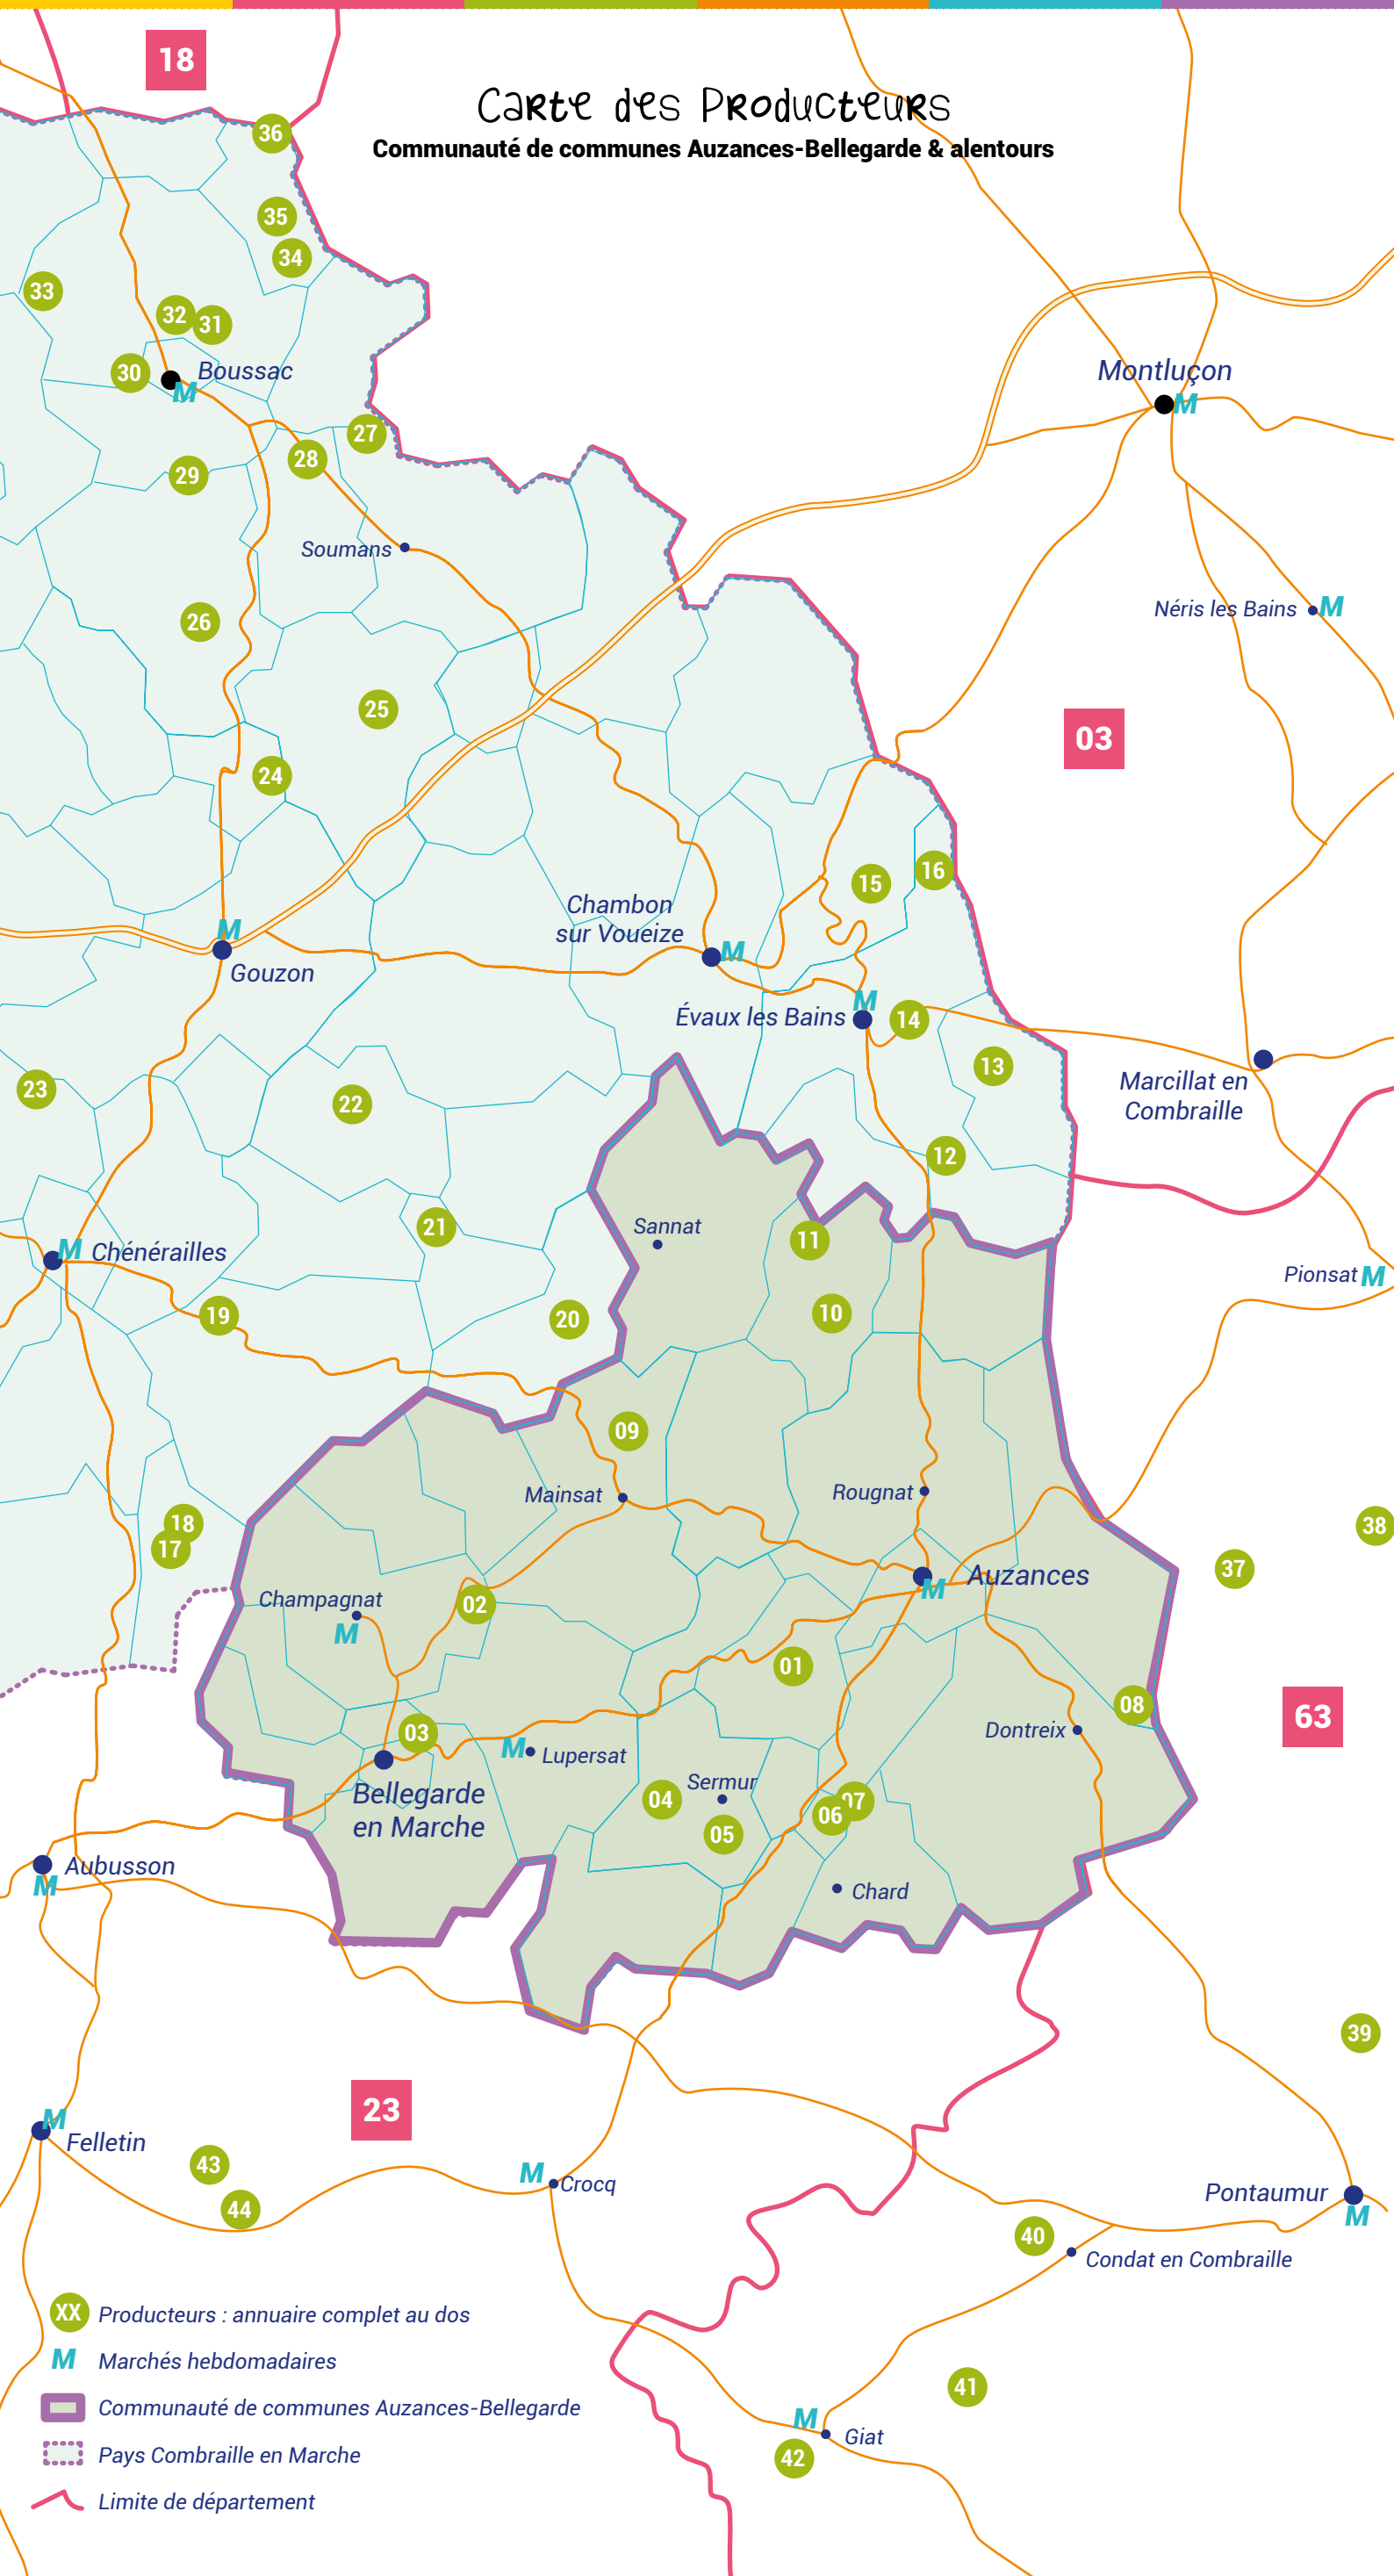 18
Carte des Producteurs
Communauté de communes Auzances-Bellegarde & alentours
36
35
34
33
32
31
30
Boussac
M
Montluçon
M
27
28
29
Soumans
26
Néris les Bains
M
25
03
24
15
16
Chambon
sur Voueize
M
M
Gouzon
M
Évaux les Bains
14
13
Marcillat en
Combraille
23
22
12
21
Sannat
11
M
Chénérailles
Pionsat
M
19
20
10
09
Mainsat
Rougnat
18
17
38
37
Auzances
M
Champagnat
M
02
01
08
63
03
Dontreix
M
Lupersat
Bellegarde
en Marche
Sermur
04
05
06
07
Aubusson
M
Chard
39
M
Felletin
23
43
44
M
Crocq
Pontaumur
M
40
Condat en Combraille
XX
Producteurs : annuaire complet au dos
M
Marchés hebdomadaires
41
Communauté de communes Auzances-Bellegarde
M
Giat
42
Pays Combraille en Marche
Limite de département